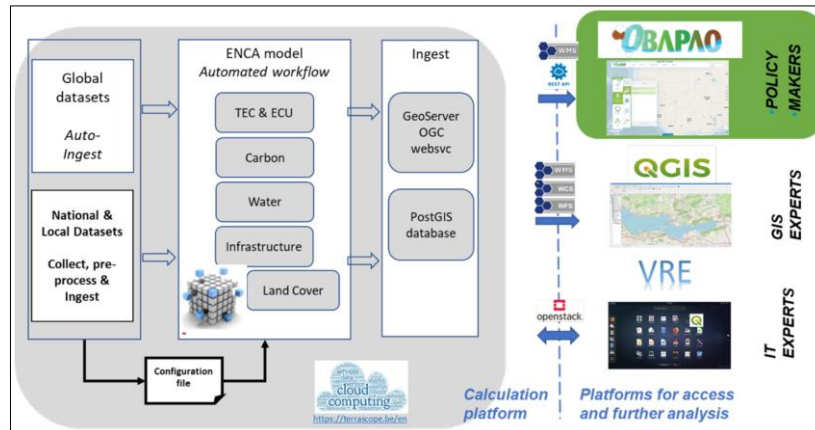 Global
datasets
Auto-
Ingest
National &
Local Datasets
Collect, pre-
process &
Ingest
Configuration
file
ENCA model
Automated workflow
TEC & ECU
Carbon
Water
Infrastructure
Land Cover
Ingest
GeoServer
OGC
websvc
PostGIS
database
cloud
computing
https://terrascope.be/en
WMS
REST API
WMS
WCS
WFS
openstack.
Calculation
platform
OBAPAO
POLICY
MAKERS
QGIS
GIS
EXPERTS
VRE
IT
EXPERTS
Platforms for access
and further analysis